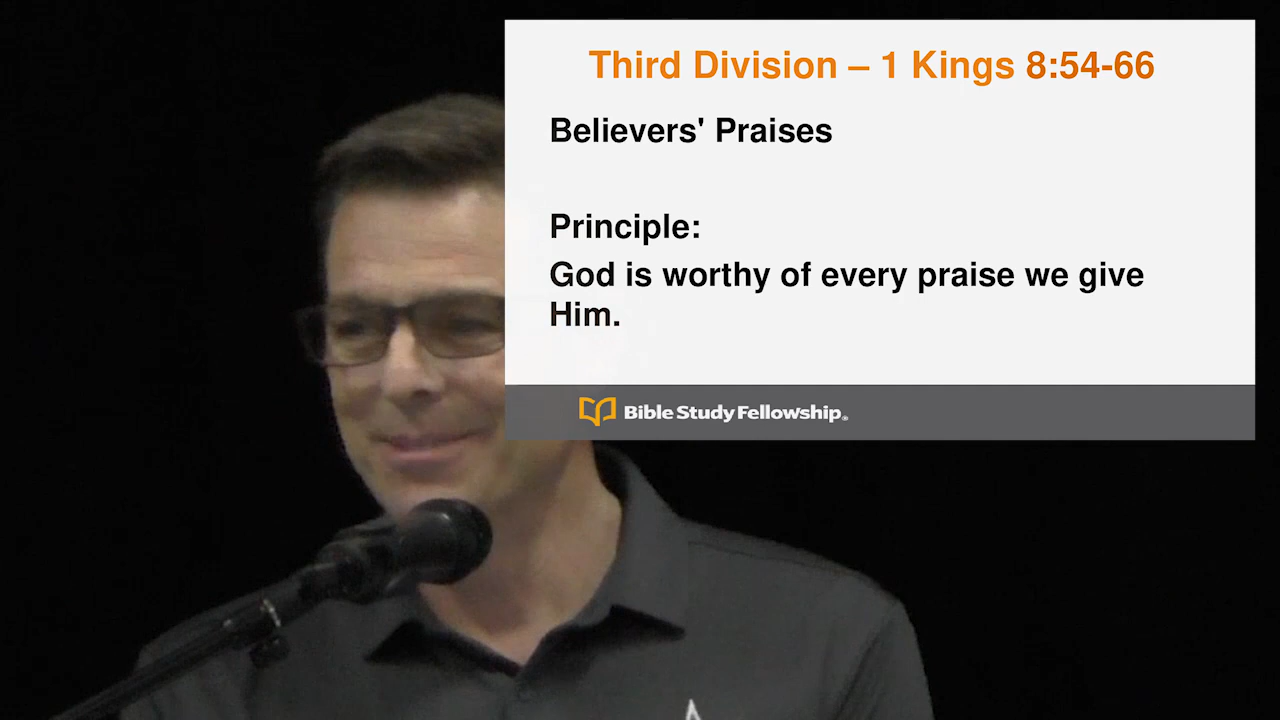 Third Division – 1 Kings 8:54-66
Believers' Praises
Principle:
God is worthy of every praise we give
Him.
Bible Study Fellowship®